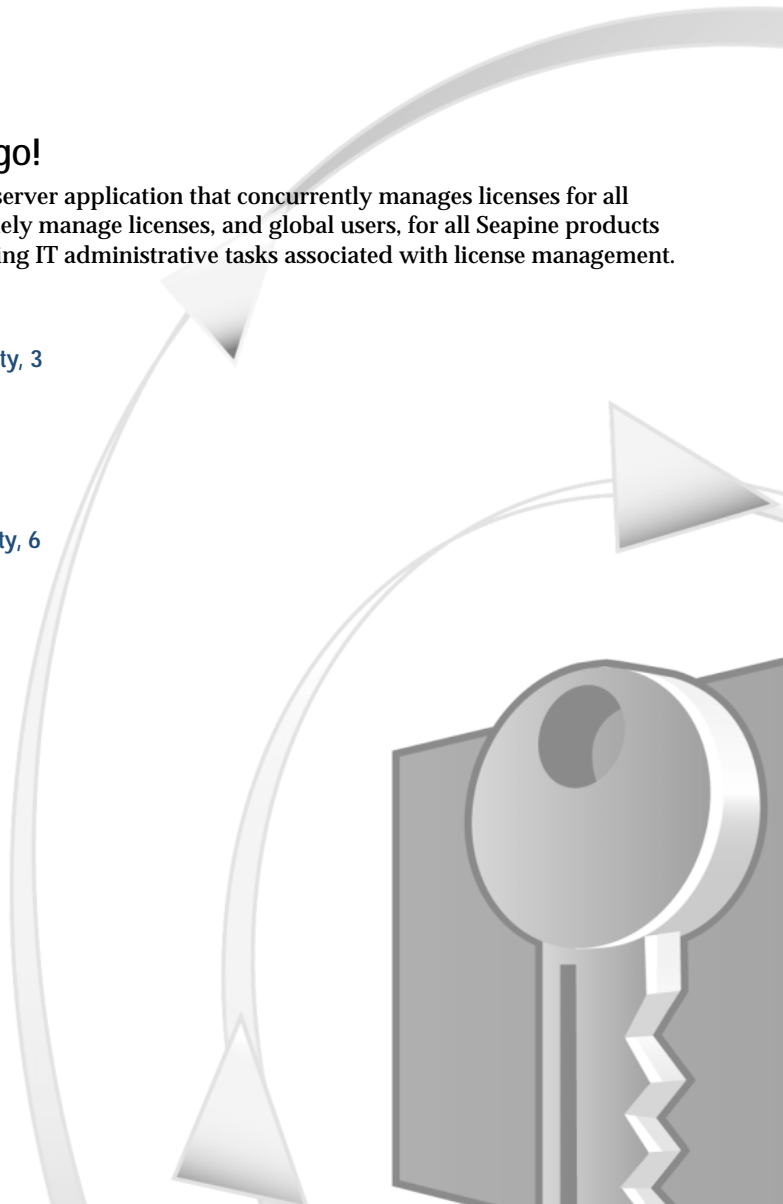 go!
server application that concurrently manages licenses for all
ely manage licenses, and global users, for all Seapine products
ing IT administrative tasks associated with license management.
ty, 3
ty, 6